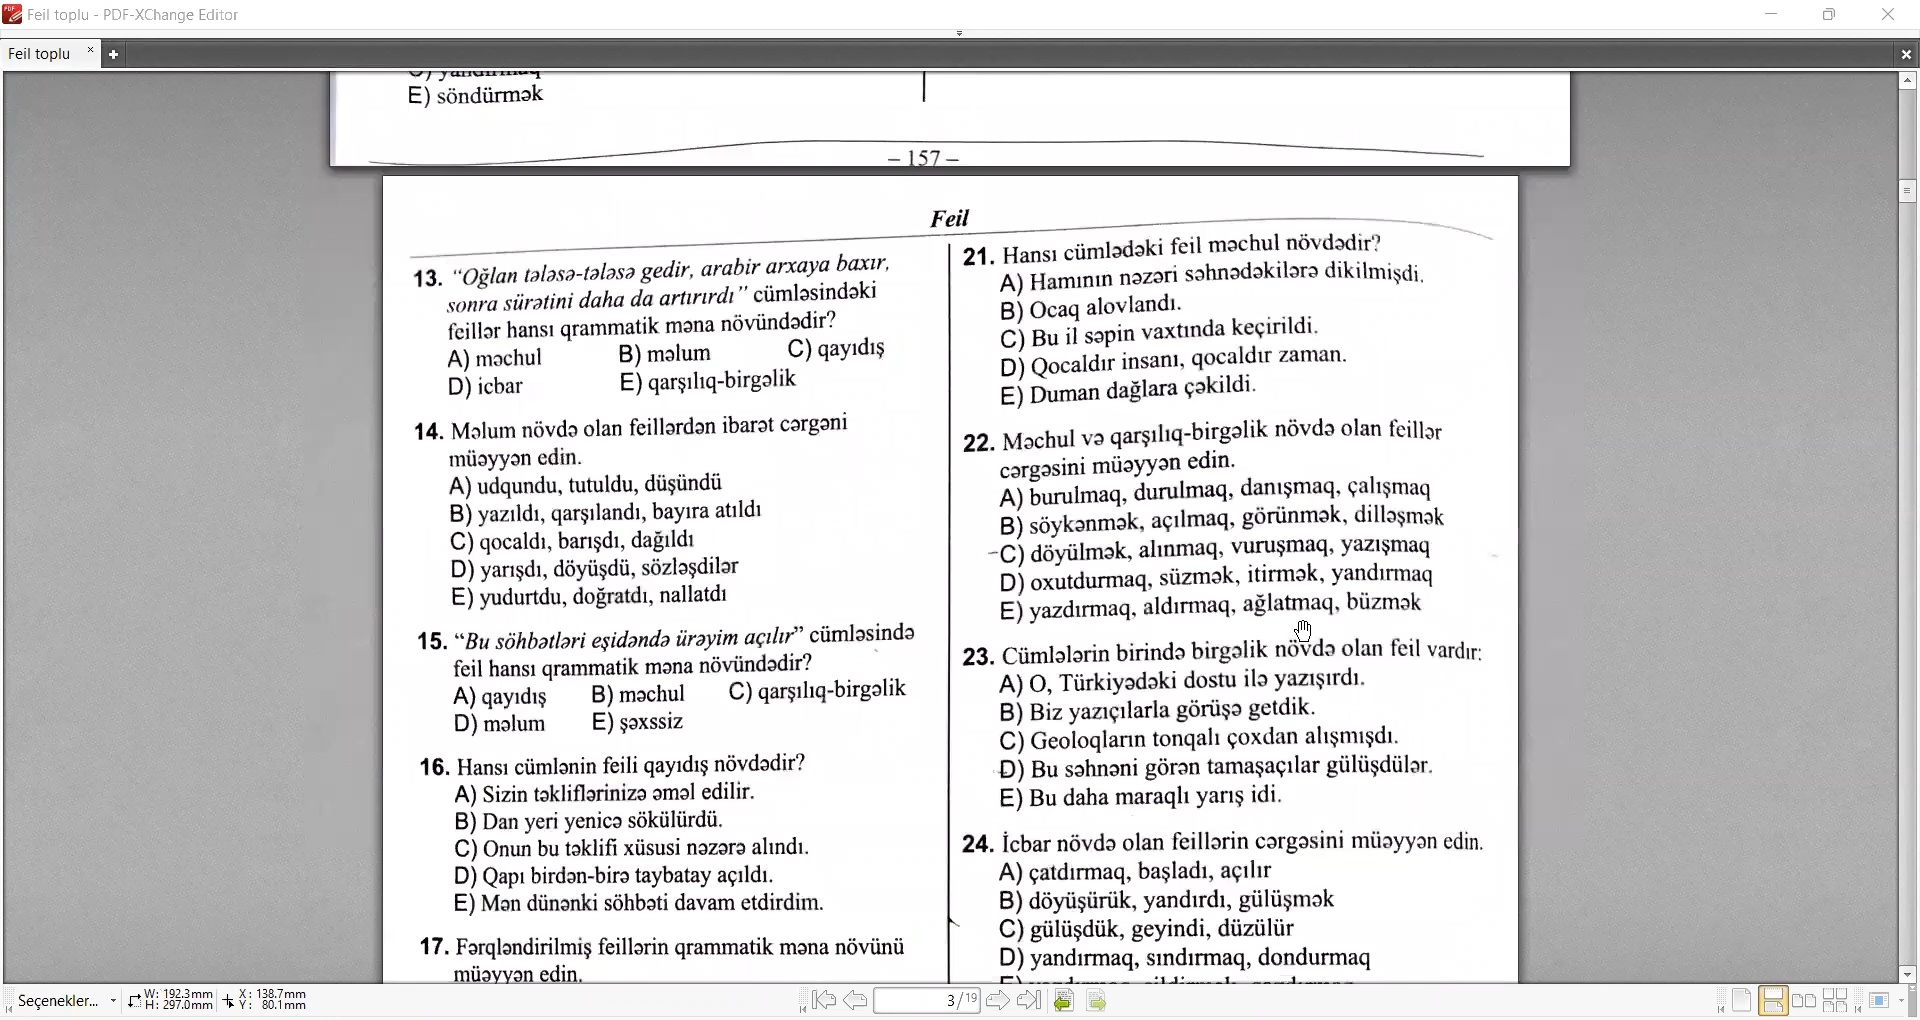 Feil toplu - PDF-XChange Editor
Feil toplu
E) söndürmək
– 157 –
Feil
13. “Oğlan tələsə-tələsə gedir, arabir arxaya baxır,
sonra sürətini daha da artırırdı” cümləsindəki
feillər hansı qrammatik məna növündədir?
A) məchul B) məlum C) qayıdış
D) icbar E) qarşılıq-birgəlik
14. Məlum növdə olan feillərdən ibarət cərgəni
müəyyən edin.
A) udqundu, tutuldu, düşündü
B) yazıldı, qarşılandı, bayıra atıldı
C) qocaldı, barışdı, dağıldı
D) yarışdı, döyüşdü, sözləşdilər
E) yudurtdu, doğratdı, nallatdı
15. “Bu söhbətləri eşidəndə ürəyim açılır” cümləsində
feil hansı qrammatik məna növündədir?
A) qayıdış B) məchul C) qarşılıq-birgəlik
D) məlum E) şəxssiz
16. Hansı cümlənin feili qayıdış növdədir?
A) Sizin təkliflərinizə əməl edilir.
B) Dan yeri yenicə sökülürdü.
C) Onun bu təklifi xüsusi nəzərə alındı.
D) Qapı birdən-birə taybatay açıldı.
E) Mən dünənki söhbəti davam etdirdim.
17. Fərqləndirilmiş feillərin qrammatik məna növünü
müəyyən edin.
21. Hansı cümlədəki feil məchul növdədir?
A) Hamının nəzəri səhnədəkilərə dikilmişdi.
B) Ocaq alovlandı.
C) Bu il səpin vaxtında keçirildi.
D) Qocaldır insanı, qocaldır zaman.
E) Duman dağlara çəkildi.
22. Məchul və qarşılıq-birgəlik növdə olan feillər
cərgəsini müəyyən edin.
A) burulmaq, durulmaq, danışmaq, çalışmaq
B) söykənmək, açılmaq, görünmək, dilləşmək
C) döyülmək, alınmaq, vuruşmaq, yazışmaq
D) oxutdurmaq, süzmək, itirmək, yandırmaq
E) yazdırmaq, aldırmaq, ağlatmaq, büzmək
23. Cümlələrin birində birgəlik növdə olan feil vardır:
A) O, Türkiyədəki dostu ilə yazışırdı.
B) Biz yazıçılarla görüşə getdik.
C) Geoloqların tonqalı çoxdan alışmışdı.
D) Bu səhnəni görən tamaşaçılar gülüşdülər.
E) Bu daha maraqlı yarış idi.
24. İcbar növdə olan feillərin cərgəsini müəyyən edin.
A) çatdırmaq, başladı, açılır
B) döyüşürük, yandırdı, gülüşmək
C) gülüşdük, geyindi, düzülür
D) yandırmaq, sındırmaq, dondurmaq
Seçenekler...
W: 192.3mm
H: 297.0mm
X: 138.7mm
Y: 80.1mm
3 / 19